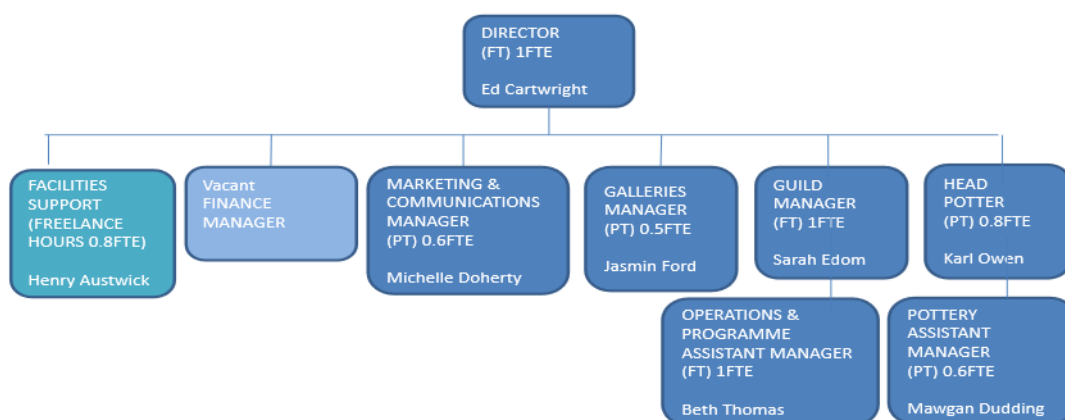 DIRECTOR
(FT) 1FTE
Ed Cartwright
FACILITIES
SUPPORT
(FREELANCE
HOURS 0.8FTE)
Henry Austwick
Vacant
FINANCE
MANAGER
MARKETING &
COMMUNICATIONS
MANAGER
(PT) 0.6FTE
Michelle Doherty
GALLERIES
MANAGER
(PT) 0.5FTE
Jasmin Ford
GUILD
MANAGER
(FT) 1FTE
Sarah Edom
HEAD
POTTER
(PT) 0.8FTE
Karl Owen
OPERATIONS &
PROGRAMME
ASSISTANT MANAGER
(FT) 1FTE
Beth Thomas
POTTERY
ASSISTANT
MANAGER
(PT) 0.6FTE
Mawgan Dudding